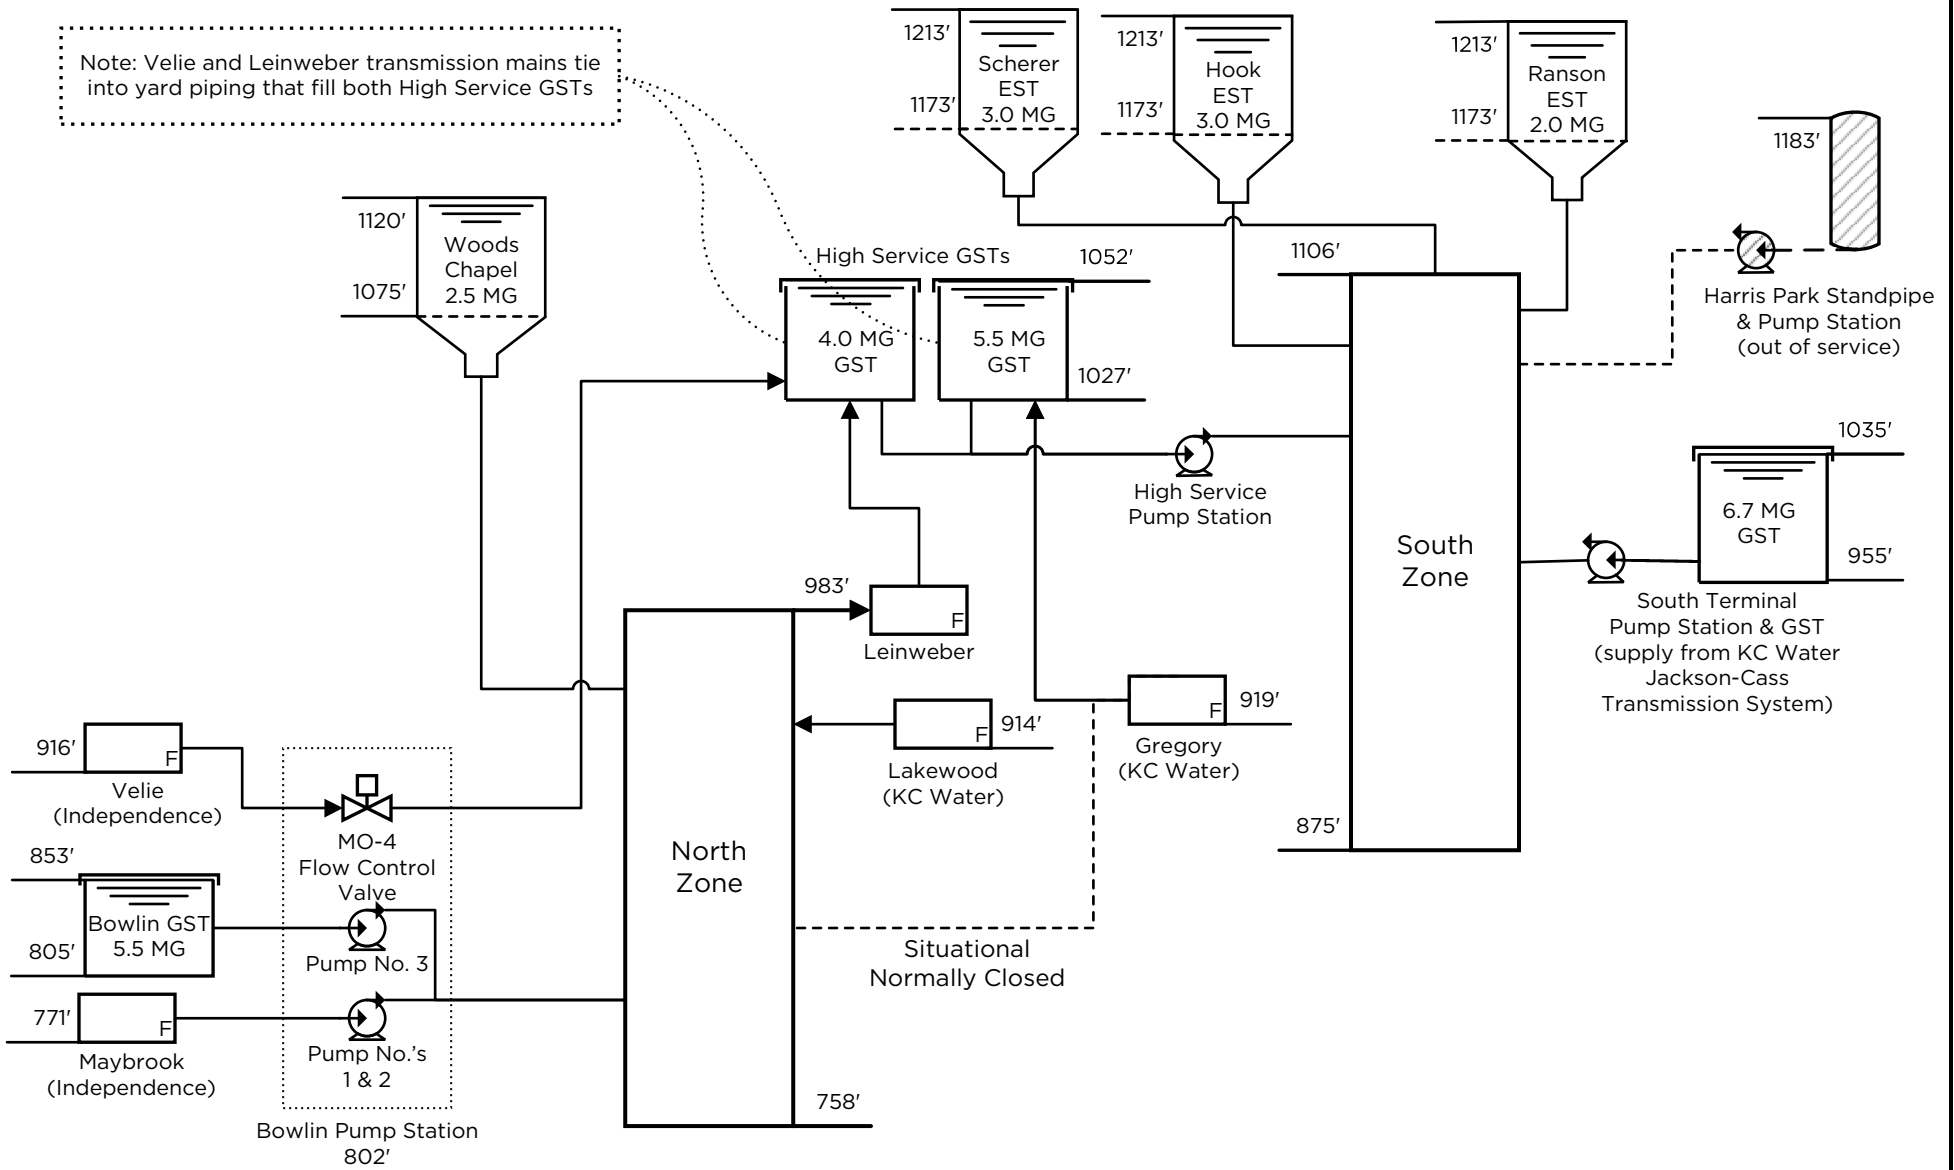 Note: Velie and Leinweber transmission mains tie
into yard piping that fill both High Service GSTs
1213'
Scherer
EST
3.0 MG
1173'
1213'
Hook
EST
3.0 MG
1173'
1213'
Ranson
EST
2.0 MG
1173'
1183'
Harris Park Standpipe
& Pump Station
(out of service)
1120'
Woods
Chapel
2.5 MG
1075'
High Service GSTs
1052'
4.0 MG
GST
5.5 MG
GST
1027'
1106'
High Service
Pump Station
South
Zone
875'
1035'
6.7 MG
GST
955'
South Terminal
Pump Station & GST
(supply from KC Water
Jackson-Cass
Transmission System)
983'
F
Leinweber
F
914'
Lakewood
(KC Water)
F
919'
Gregory
(KC Water)
916'
F
Velie
(Independence)
MO-4
Flow Control
Valve
853'
Bowlin GST
5.5 MG
805'
Pump No. 3
771'
F
Maybrook
(Independence)
Pump No.'s
1 & 2
Bowlin Pump Station
802'
North
Zone
758'
Situational
Normally Closed